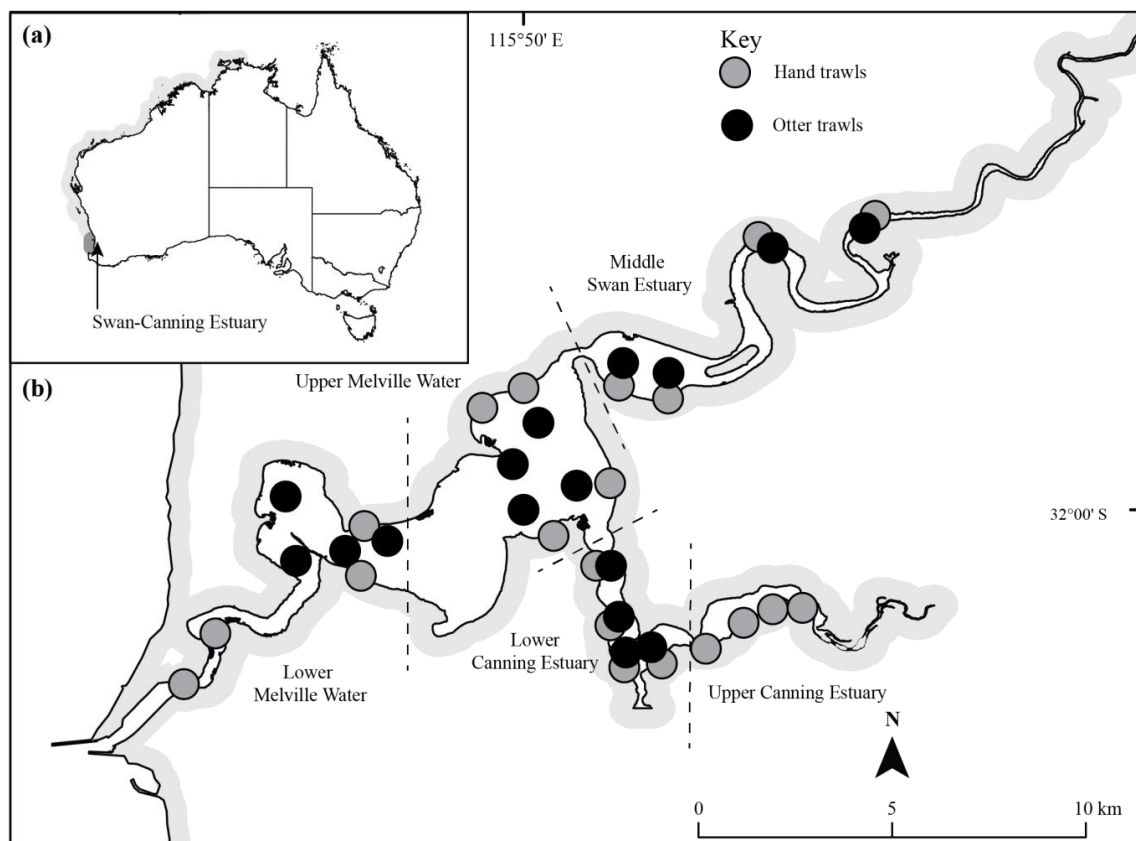 (a)
115°50' E
Key
Hand trawls
Otter trawls
Swan-Canning Estuary
Middle
Swan Estuary
(b)
Upper Melville Water
32°00' S
Lower
Melville Water
Lower
Canning Estuary
Upper Canning Estuary
N
0
5
10 km